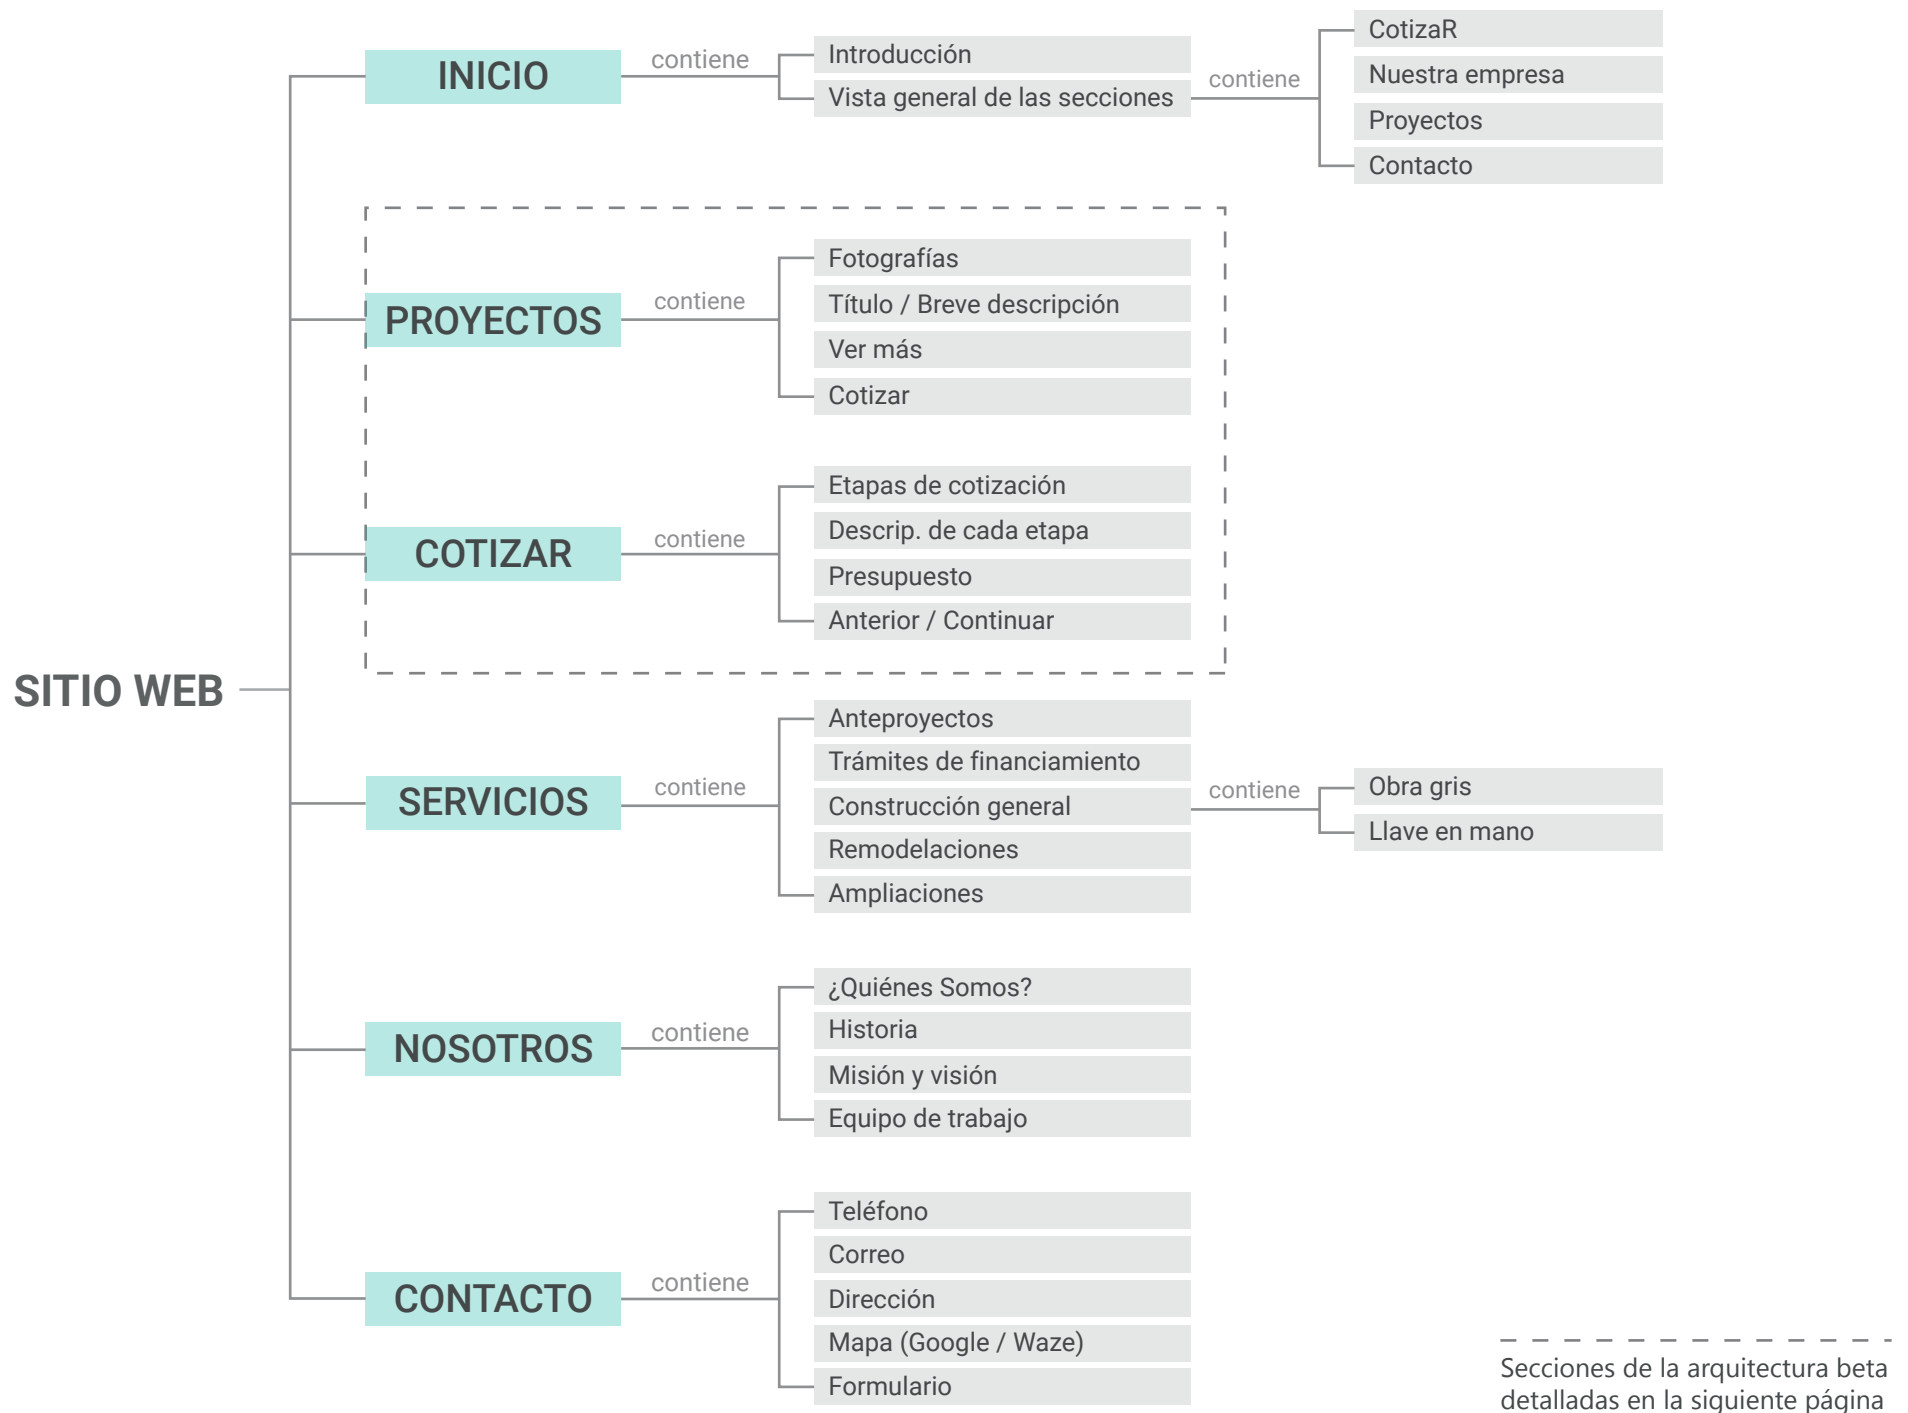 SITIO WEB
INICIO
contiene
Introducción
Vista general de las secciones
contiene
CotizaR
Nuestra empresa
Proyectos
Contacto
PROYECTOS
contiene
Fotografías
Título / Breve descripción
Ver más
Cotizar
COTIZAR
contiene
Etapas de cotización
Descrip. de cada etapa
Presupuesto
Anterior / Continuar
SERVICIOS
contiene
Anteproyectos
Trámites de financiamiento
Construcción general
Remodelaciones
Ampliaciones
contiene
Obra gris
Llave en mano
NOSOTROS
contiene
¿Quiénes Somos?
Historia
Misión y visión
Equipo de trabajo
CONTACTO
contiene
Teléfono
Correo
Dirección
Mapa (Google / Waze)
Formulario
Secciones de la arquitectura beta
detalladas en la siguiente página